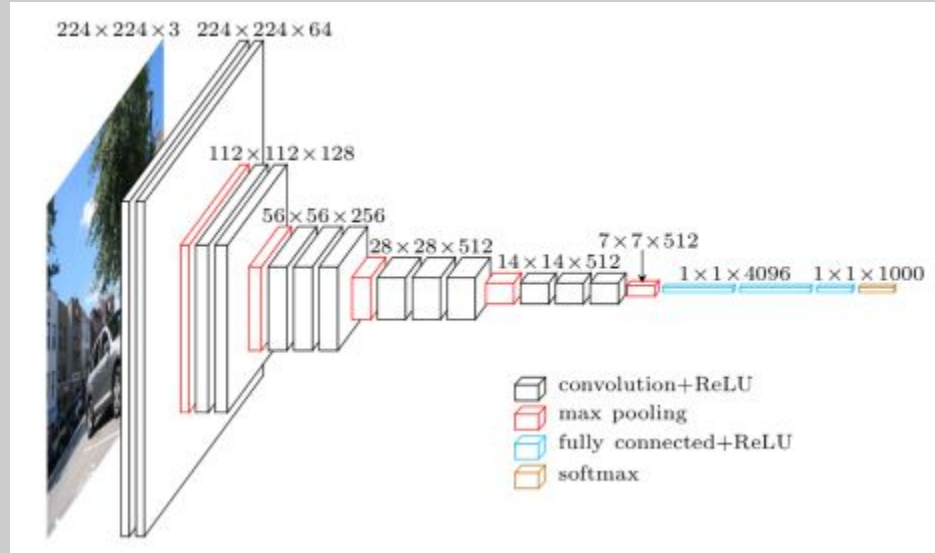 224×224×3 224×224×64
112×112×128
56×56×256
28×28×512
14×14×512
7×7×512
1×1×4096 1×1×1000
convolution+ReLU
max pooling
fully connected+ReLU
softmax